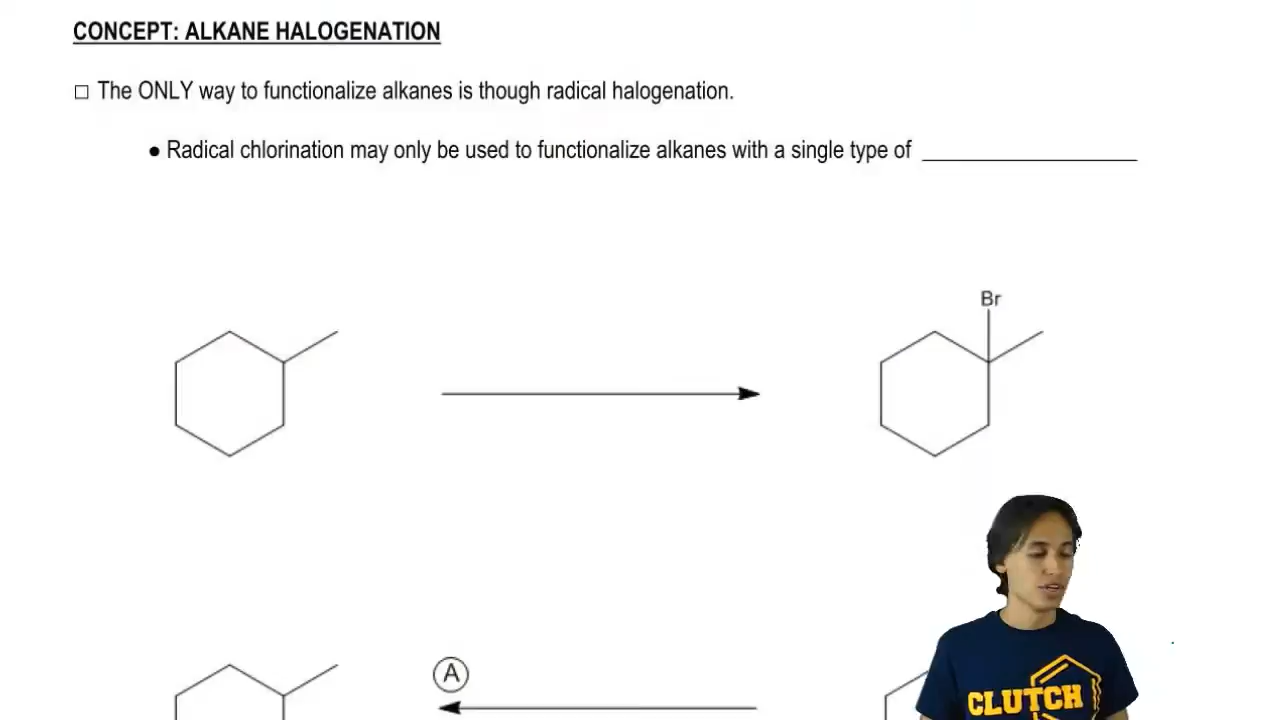 CONCEPT: ALKANE HALOGENATION
□ The ONLY way to functionalize alkanes is though radical halogenation.
● Radical chlorination may only be used to functionalize alkanes with a single type of __________________
Br
A
CLUTCH